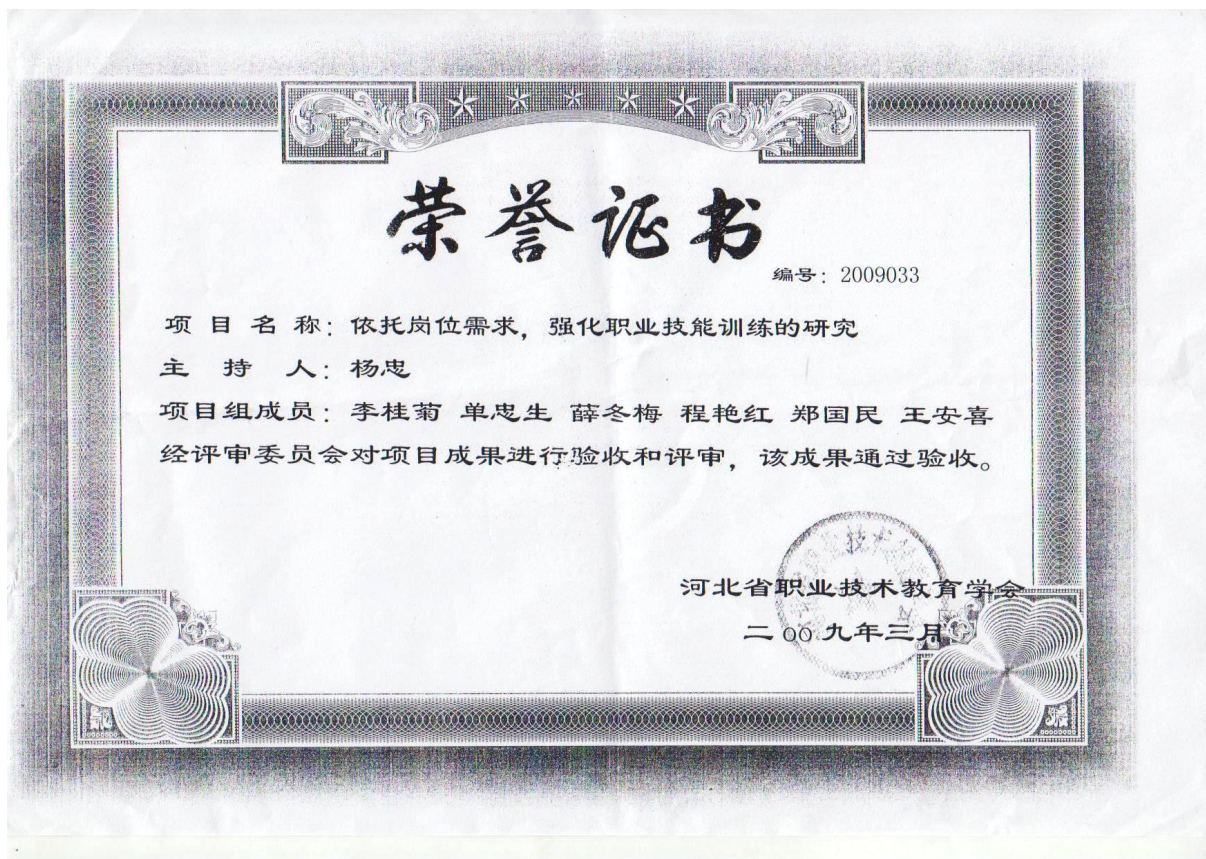 荣誉证书
编号：2009033
项目名称：依托岗位需求，强化职业技能训练的研究
主持人：杨忠
项目组成员：李桂菊 单忠生 薛冬梅 程艳红 郑国民 王安喜
经评审委员会对项目成果进行验收和评审，该成果通过验收。
技术
河北省职业技术教育学会
二〇〇九年三月